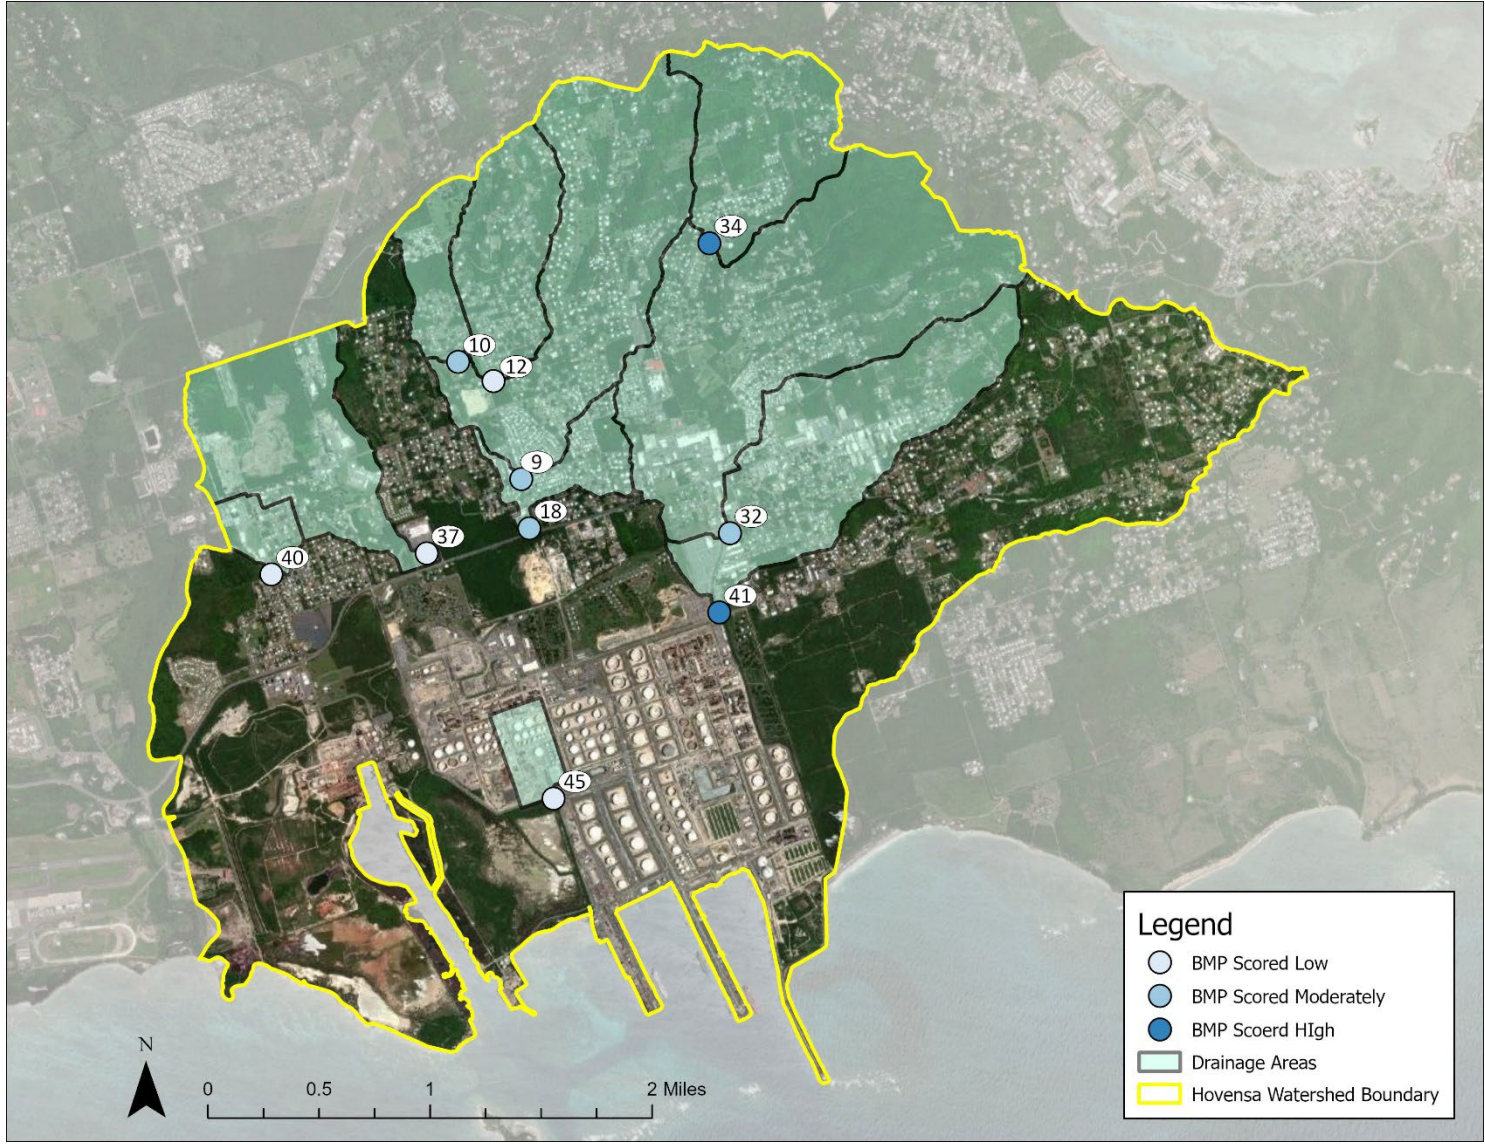 34
10
12
9
18
32
37
40
41
45
Legend
BMP Scored Low
BMP Scored Moderately
BMP Scoerd HIgh
Drainage Areas
Hovensa Watershed Boundary
N
0 0.5 1 2 Miles